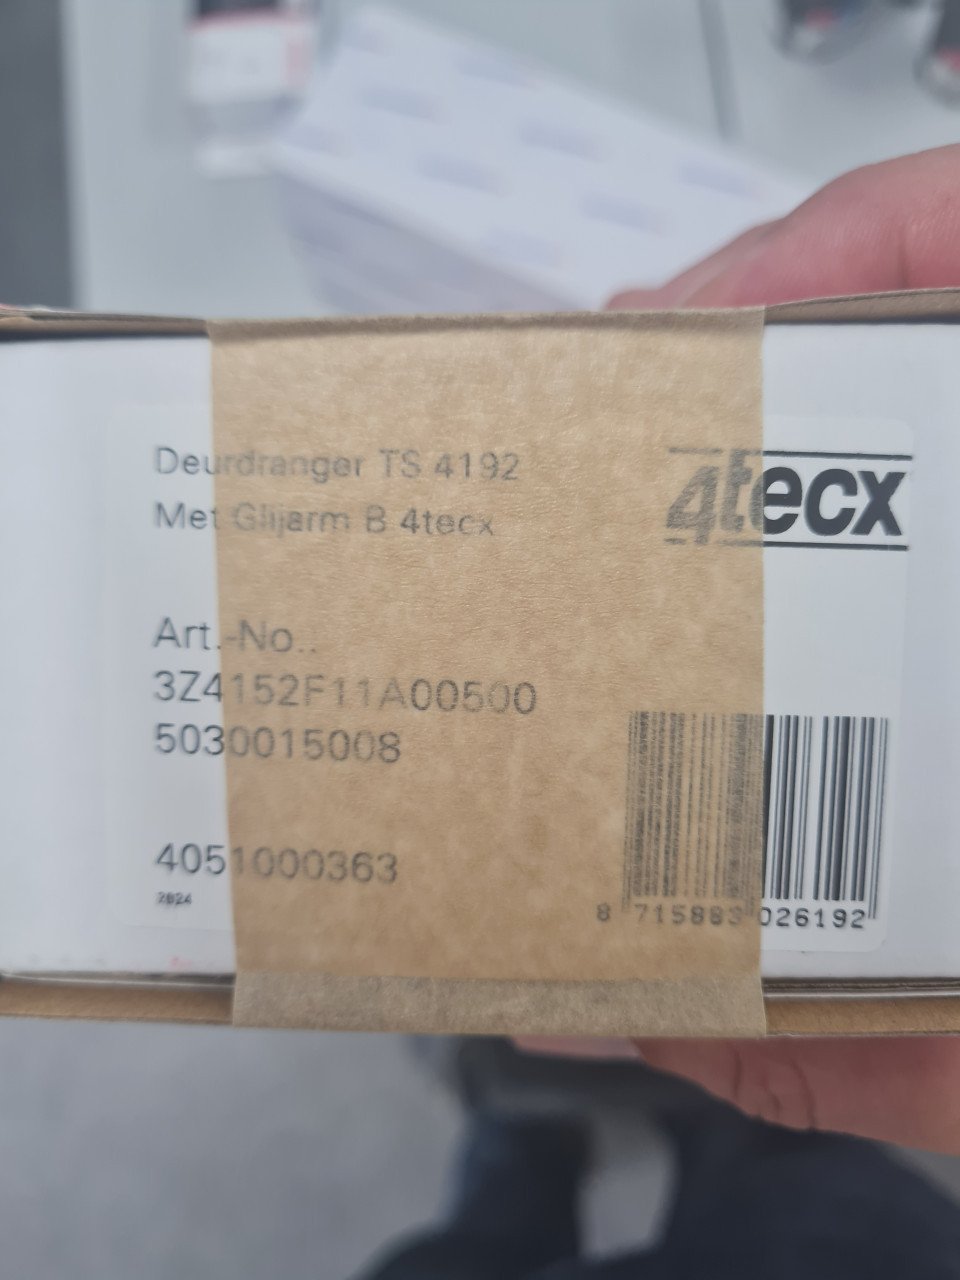 Deurdranger TS 4192
Met Glijarm B 4tecx
4tecx
Art.-No..
3Z4152F11A00500
5030015008
4051000363
2024
8 715883 026192